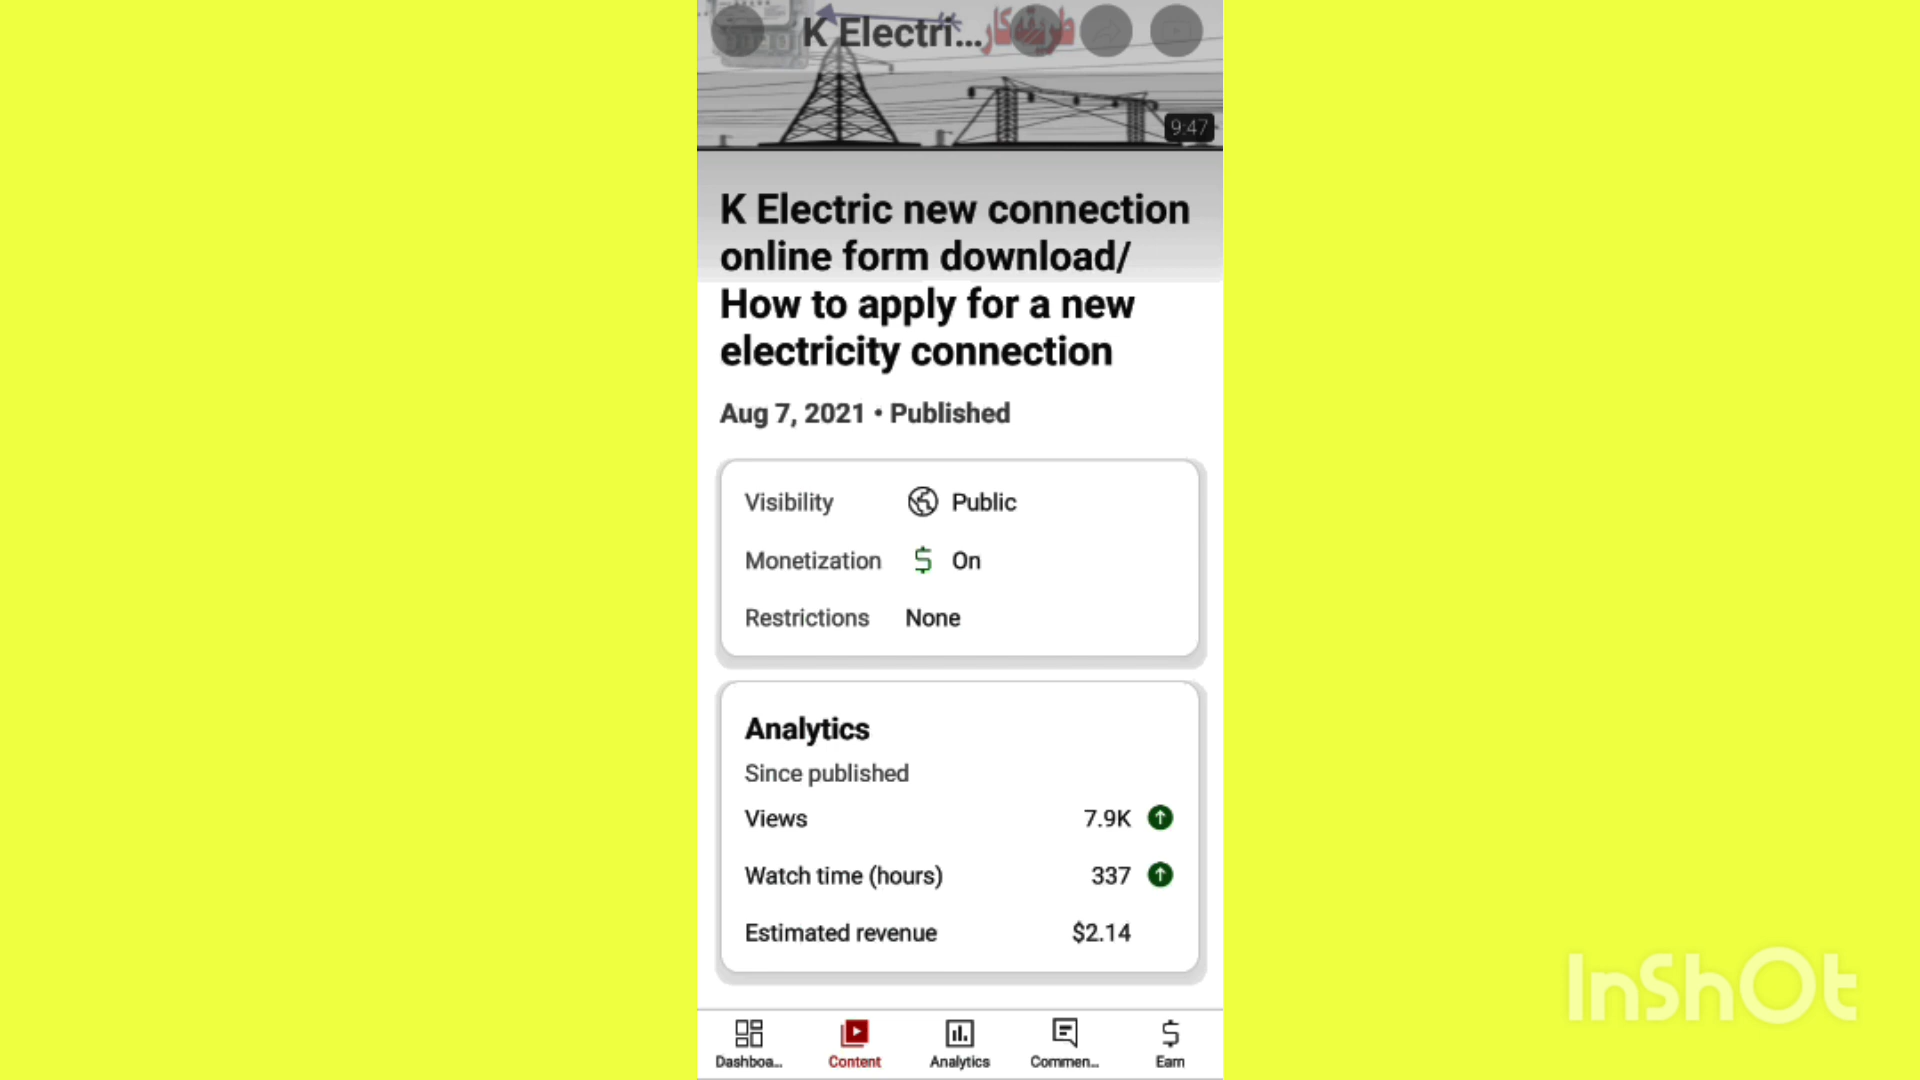 K Electri...
طریقہ کار
9:47
K Electric new connection
online form download/
How to apply for a new
electricity connection
Aug 7, 2021 • Published
Visibility Public
Monetization On
Restrictions None
Analytics
Since published
Views 7.9K
Watch time (hours) 337
Estimated revenue $2.14
Dashboa... Content Analytics Commen... Earn
InShOt